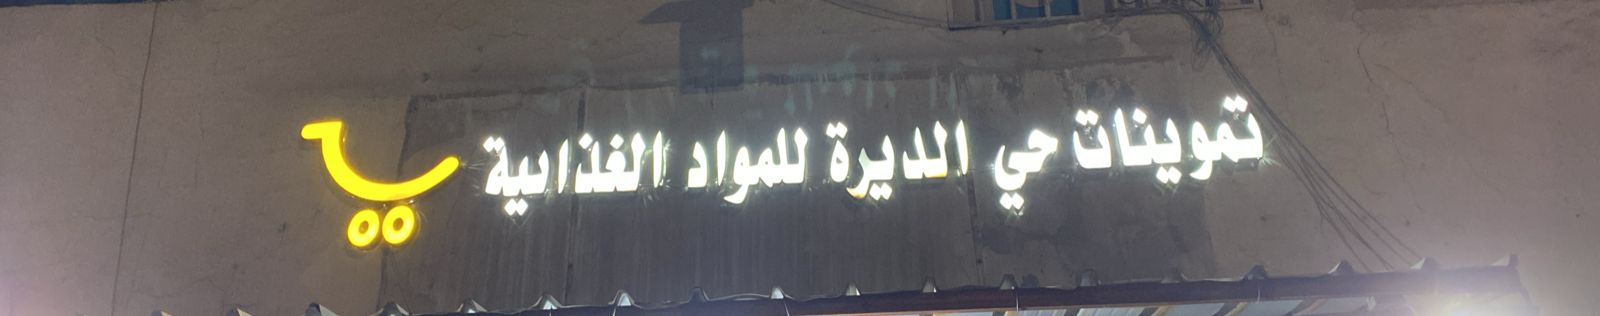 تموينات حي الديرة للمواد الغذائية